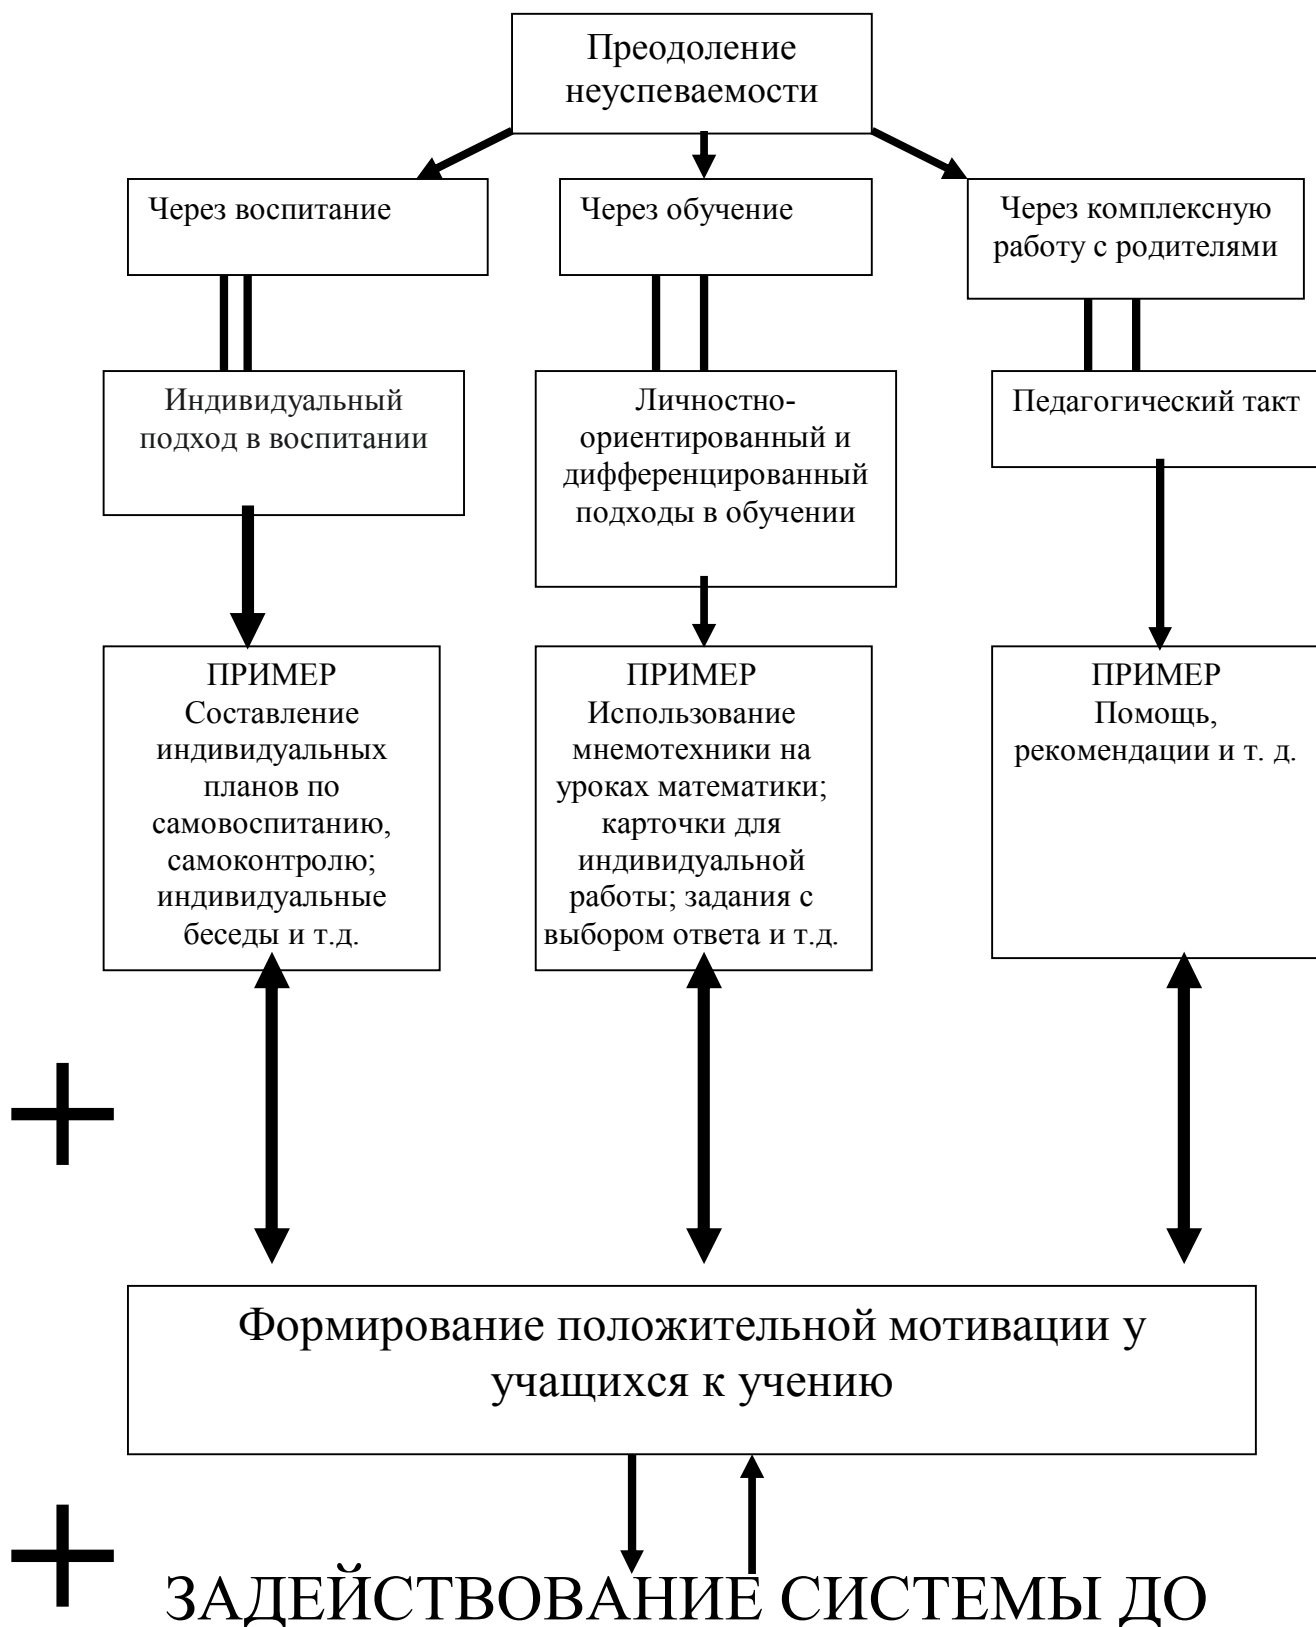 Преодоление
неуспеваемости
Через воспитание
Через обучение
Через комплексную
работу с родителями
Индивидуальный
подход в воспитании
Личностно-
ориентированный и
дифференцированный
подходы в обучении
Педагогический такт
ПРИМЕР
Составление
индивидуальных
планов по
самовоспитанию,
самоконтролю;
индивидуальные
беседы и т.д.
ПРИМЕР
Использование
мнемотехники на
уроках математики;
карточки для
индивидуальной
работы; задания с
выбором ответа и т.д.
ПРИМЕР
Помощь,
рекомендации и т. д.
Формирование положительной мотивации у
учащихся к учению
ЗАДЕЙСТВОВАНИЕ СИСТЕМЫ ДО